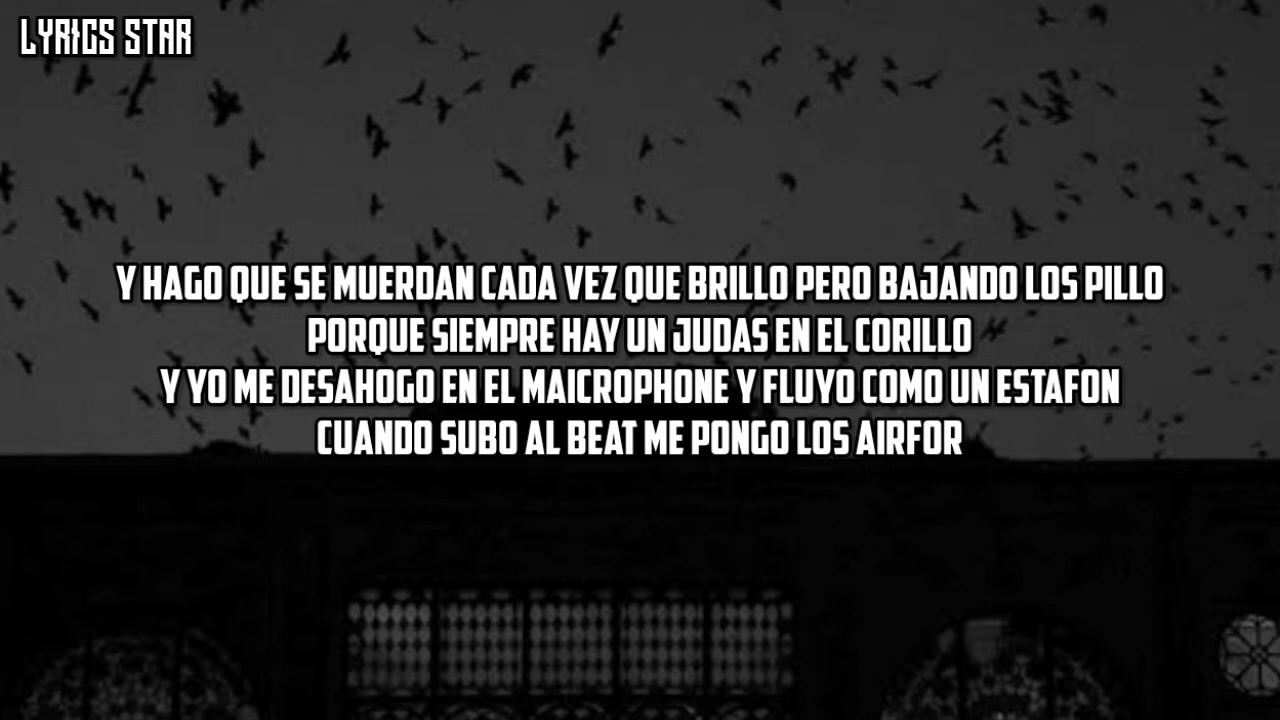 LYRICS STAR
Y HAGO QUE SE MUERDAN CADA VEZ QUE BRILLO PERO BAJANDO LOS PILLO
PORQUE SIEMPRE HAY UN JUDAS EN EL CORILLO
Y YO ME DESAHOGO EN EL MAICROPHONE Y FLUYO COMO UN ESTAFON
CUANDO SUBO AL BEAT ME PONGO LOS AIRFOR